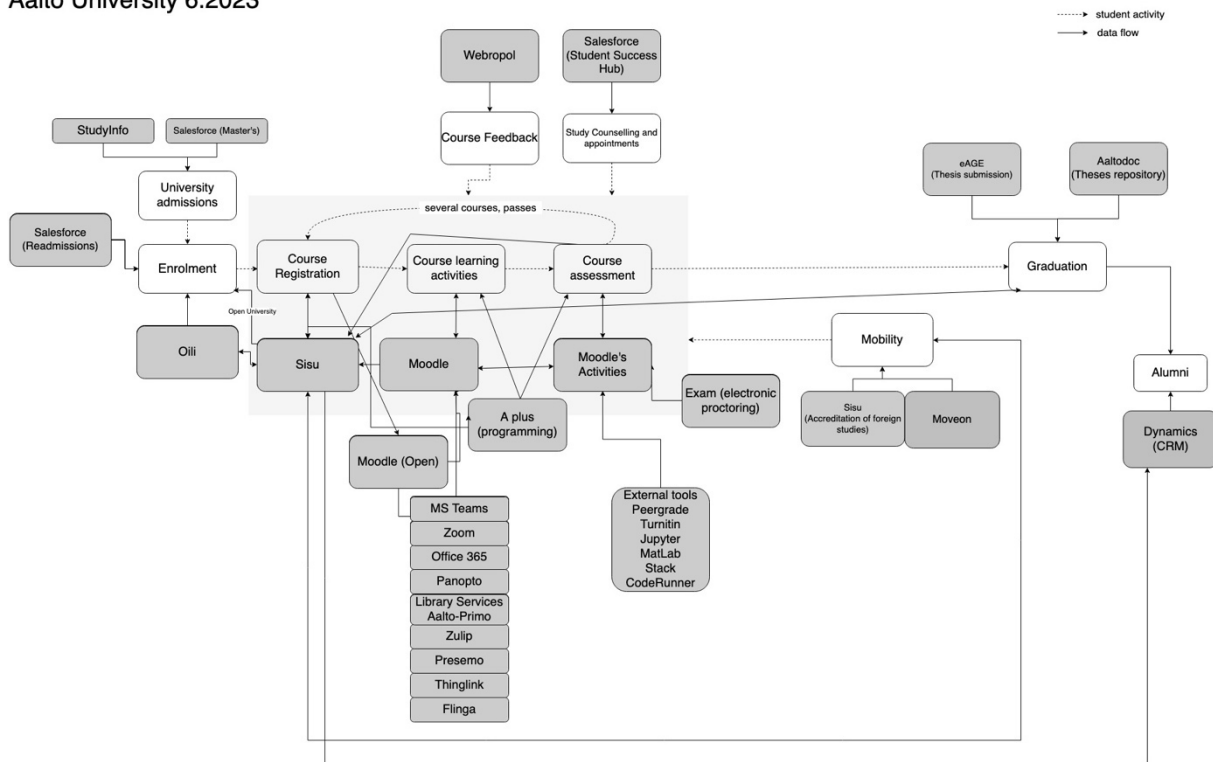 Aalto University 6.2023
student activity
data flow
Webropol
Salesforce
(Student Success
Hub)
StudyInfo
Salesforce (Master's)
Course Feedback
Study Counselling and
appointments
eAGE
(Thesis submission)
Aaltodoc
(Theses repository)
University
admissions
several courses, passes
Salesforce
(Readmissions)
Enrolment
Course
Registration
Course learning
activities
Course
assessment
Graduation
Open University
Oili
Sisu
Moodle
Moodle's
Activities
Mobility
Alumni
Exam (electronic
proctoring)
A plus
(programming)
Sisu
(Accreditation of foreign
studies)
Moveon
Dynamics
(CRM)
Moodle (Open)
MS Teams
Zoom
Office 365
Panopto
Library Services
Aalto-Primo
Zulip
Presemo
Thinglink
Flinga
External tools
Peergrade
Turnitin
Jupyter
MatLab
Stack
CodeRunner